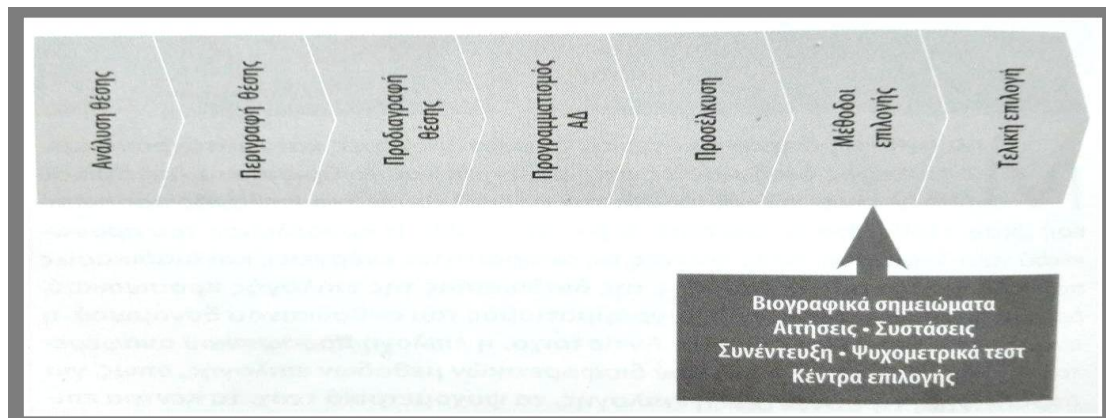 Ανάλυση θέσης
Περιγραφή θέσης
Προδιαγραφή
θέσης
Προγραμματισμός
ΑΔ
Προσέλκυση
Μέθοδοι
επιλογής
Τελική επιλογή
Βιογραφικά σημειώματα
Αιτήσεις - Συστάσεις
Συνέντευξη - Ψυχομετρικά τεστ
Κέντρα επιλογής